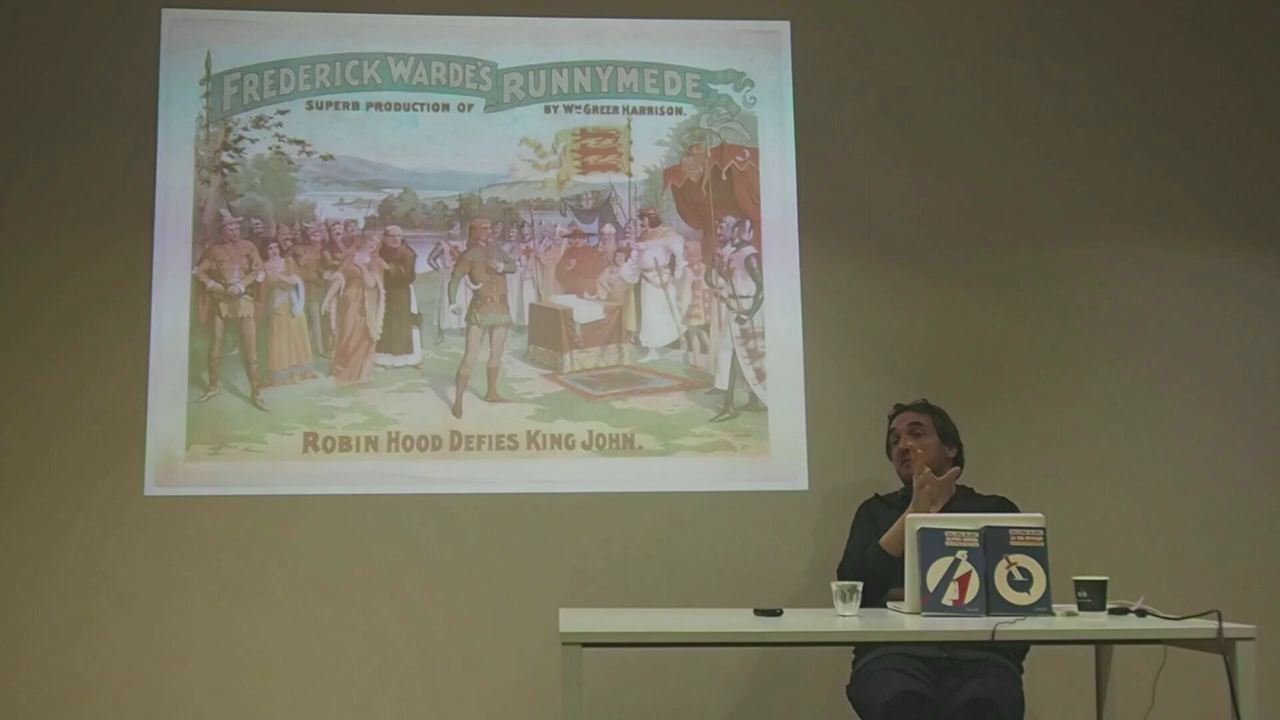 FREDERICK WARDE'S RUNNYMEDE
SUPERB PRODUCTION OF BY WM GREER HARRISON.
ROBIN HOOD DEFIES KING JOHN.